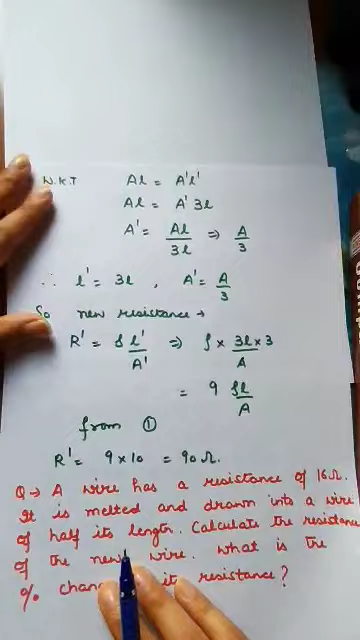 W.K.T Al = A'l'
Al = A' 3l
A' = Al/3l ⇒ A/3
∴ l' = 3l , A' = A/3
So new resistance →
R' = ρ l'/A' ⇒ ρ × 3l × 3/A
= 9 ρl/A
from ①
R' = 9 × 10 = 90 Ω.
Q → A wire has a resistance of 16 Ω.
It is melted and drawn into a wire
of half its length. Calculate the resistance
of the new wire. what is the
% chan resistance?